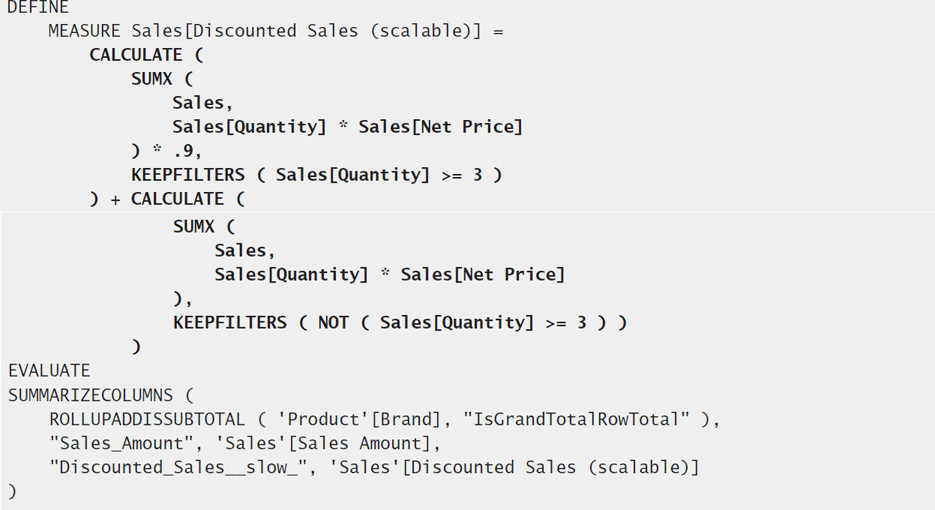 DEFINE
    MEASURE Sales[Discounted Sales (scalable)] =
        CALCULATE (
            SUMX (
                Sales,
                Sales[Quantity] * Sales[Net Price]
            ) * .9,
            KEEPFILTERS ( Sales[Quantity] >= 3 )
        ) + CALCULATE (
                SUMX (
                    Sales,
                    Sales[Quantity] * Sales[Net Price]
                ),
                KEEPFILTERS ( NOT ( Sales[Quantity] >= 3 ) )
            )
EVALUATE
SUMMARIZECOLUMNS (
    ROLLUPADDISSUBTOTAL ( 'Product'[Brand], "IsGrandTotalRowTotal" ),
    "Sales_Amount", 'Sales'[Sales Amount],
    "Discounted_Sales__slow_", 'Sales'[Discounted Sales (scalable)]
)